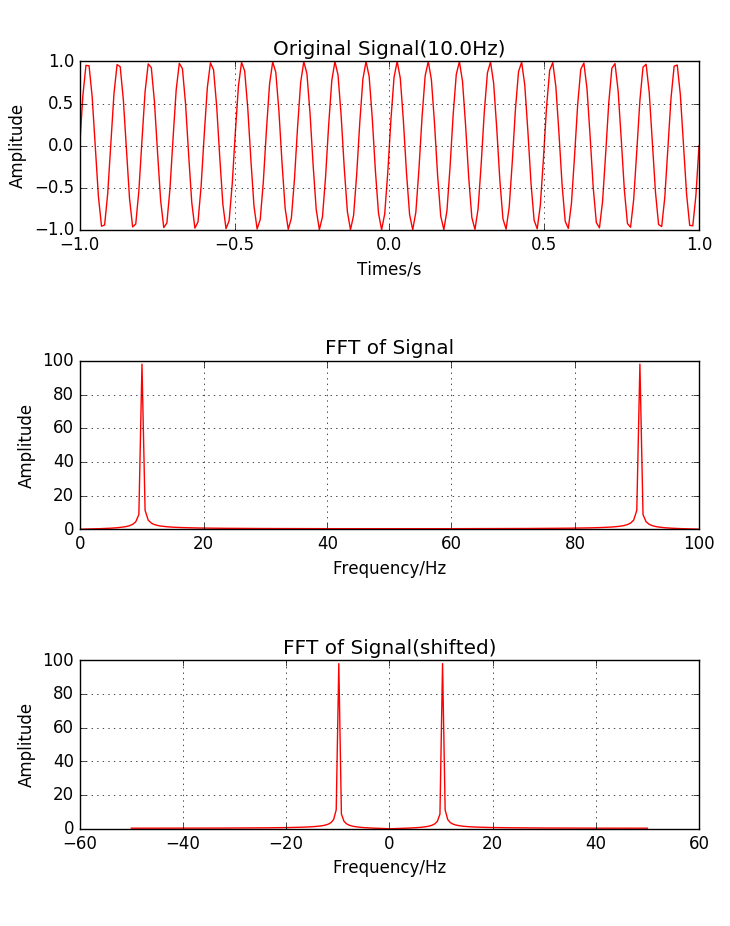 Original Signal(10.0Hz)
1.0
0.5
0.0
−0.5
−1.0
Amplitude
−1.0 −0.5 0.0 0.5 1.0
Times/s
FFT of Signal
100
80
60
40
20
0
Amplitude
0 20 40 60 80 100
Frequency/Hz
FFT of Signal(shifted)
100
80
60
40
20
0
Amplitude
−60 −40 −20 0 20 40 60
Frequency/Hz